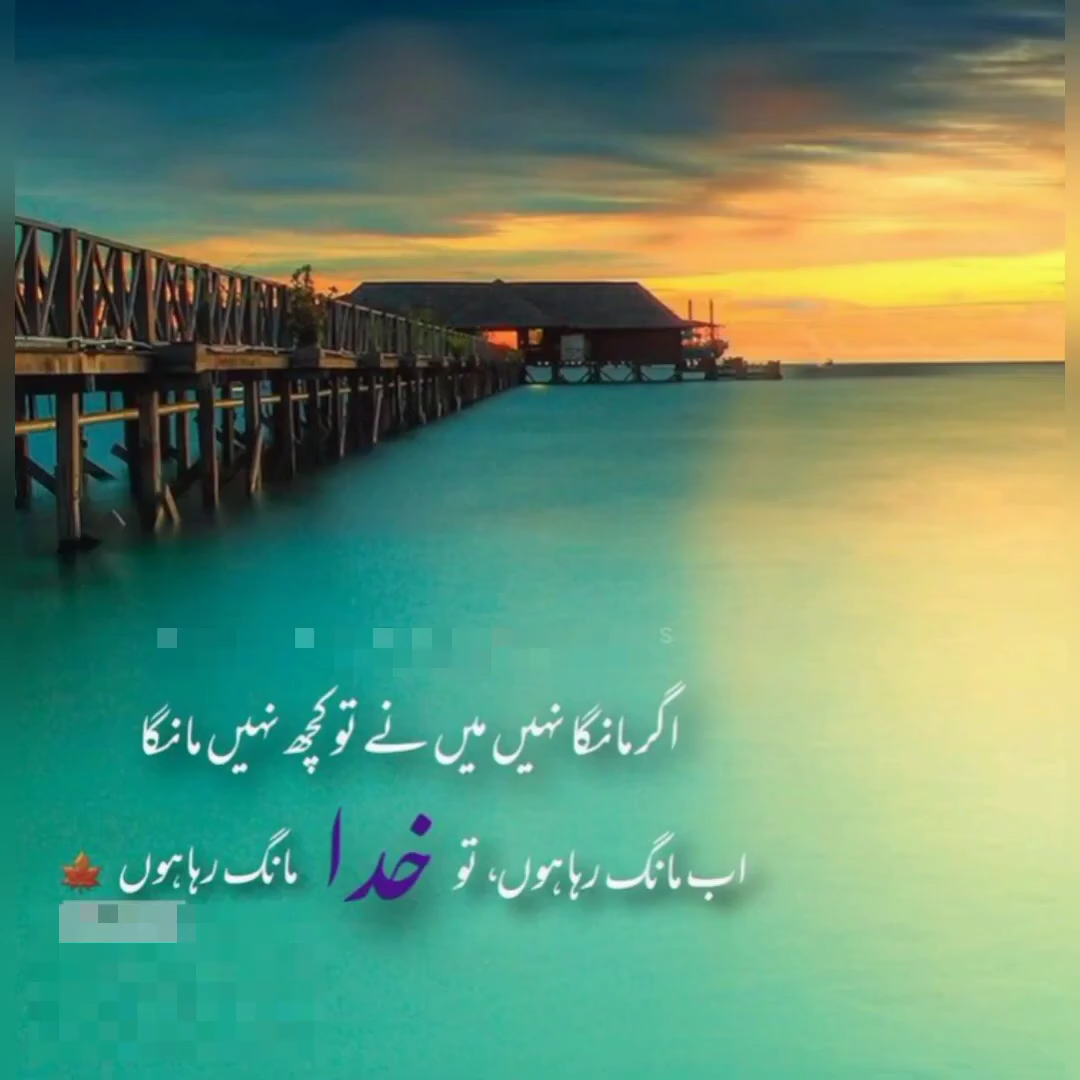 اگر مانگا نہیں میں نے تو کچھ نہیں مانگا
اب مانگ رہا ہوں، تو خدا مانگ رہا ہوں